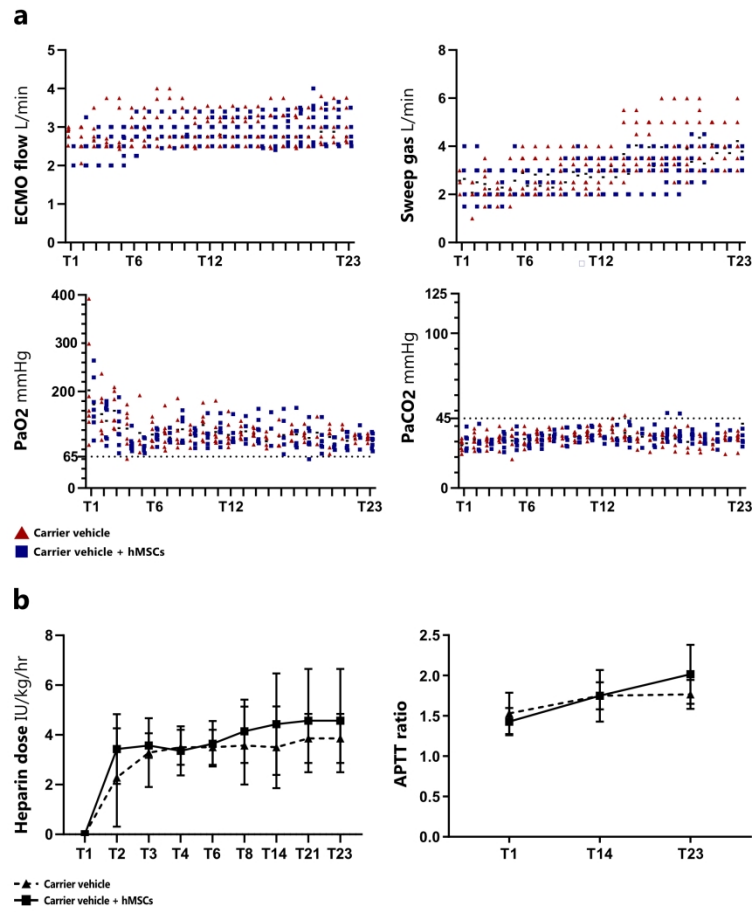 a
ECMO flow L/min
5
4
3
2
1
0
T1 T6 T12 T23
Sweep gas L/min
8
6
4
2
0
T1 T6 T12 T23
PaO2 mmHg
400
200
65
0
T1 T6 T12 T23
PaCO2 mmHg
125
100
45
0
T1 T6 T12 T23
Carrier vehicle
Carrier vehicle + hMSCs
b
Heparin dose IU/kg/hr
8
6
4
2
0
T1 T2 T3 T4 T6 T8 T14 T21 T23
APTT ratio
2.5
2.0
1.5
1.0
0.5
0.0
T1 T14 T23
Carrier vehicle
Carrier vehicle + hMSCs